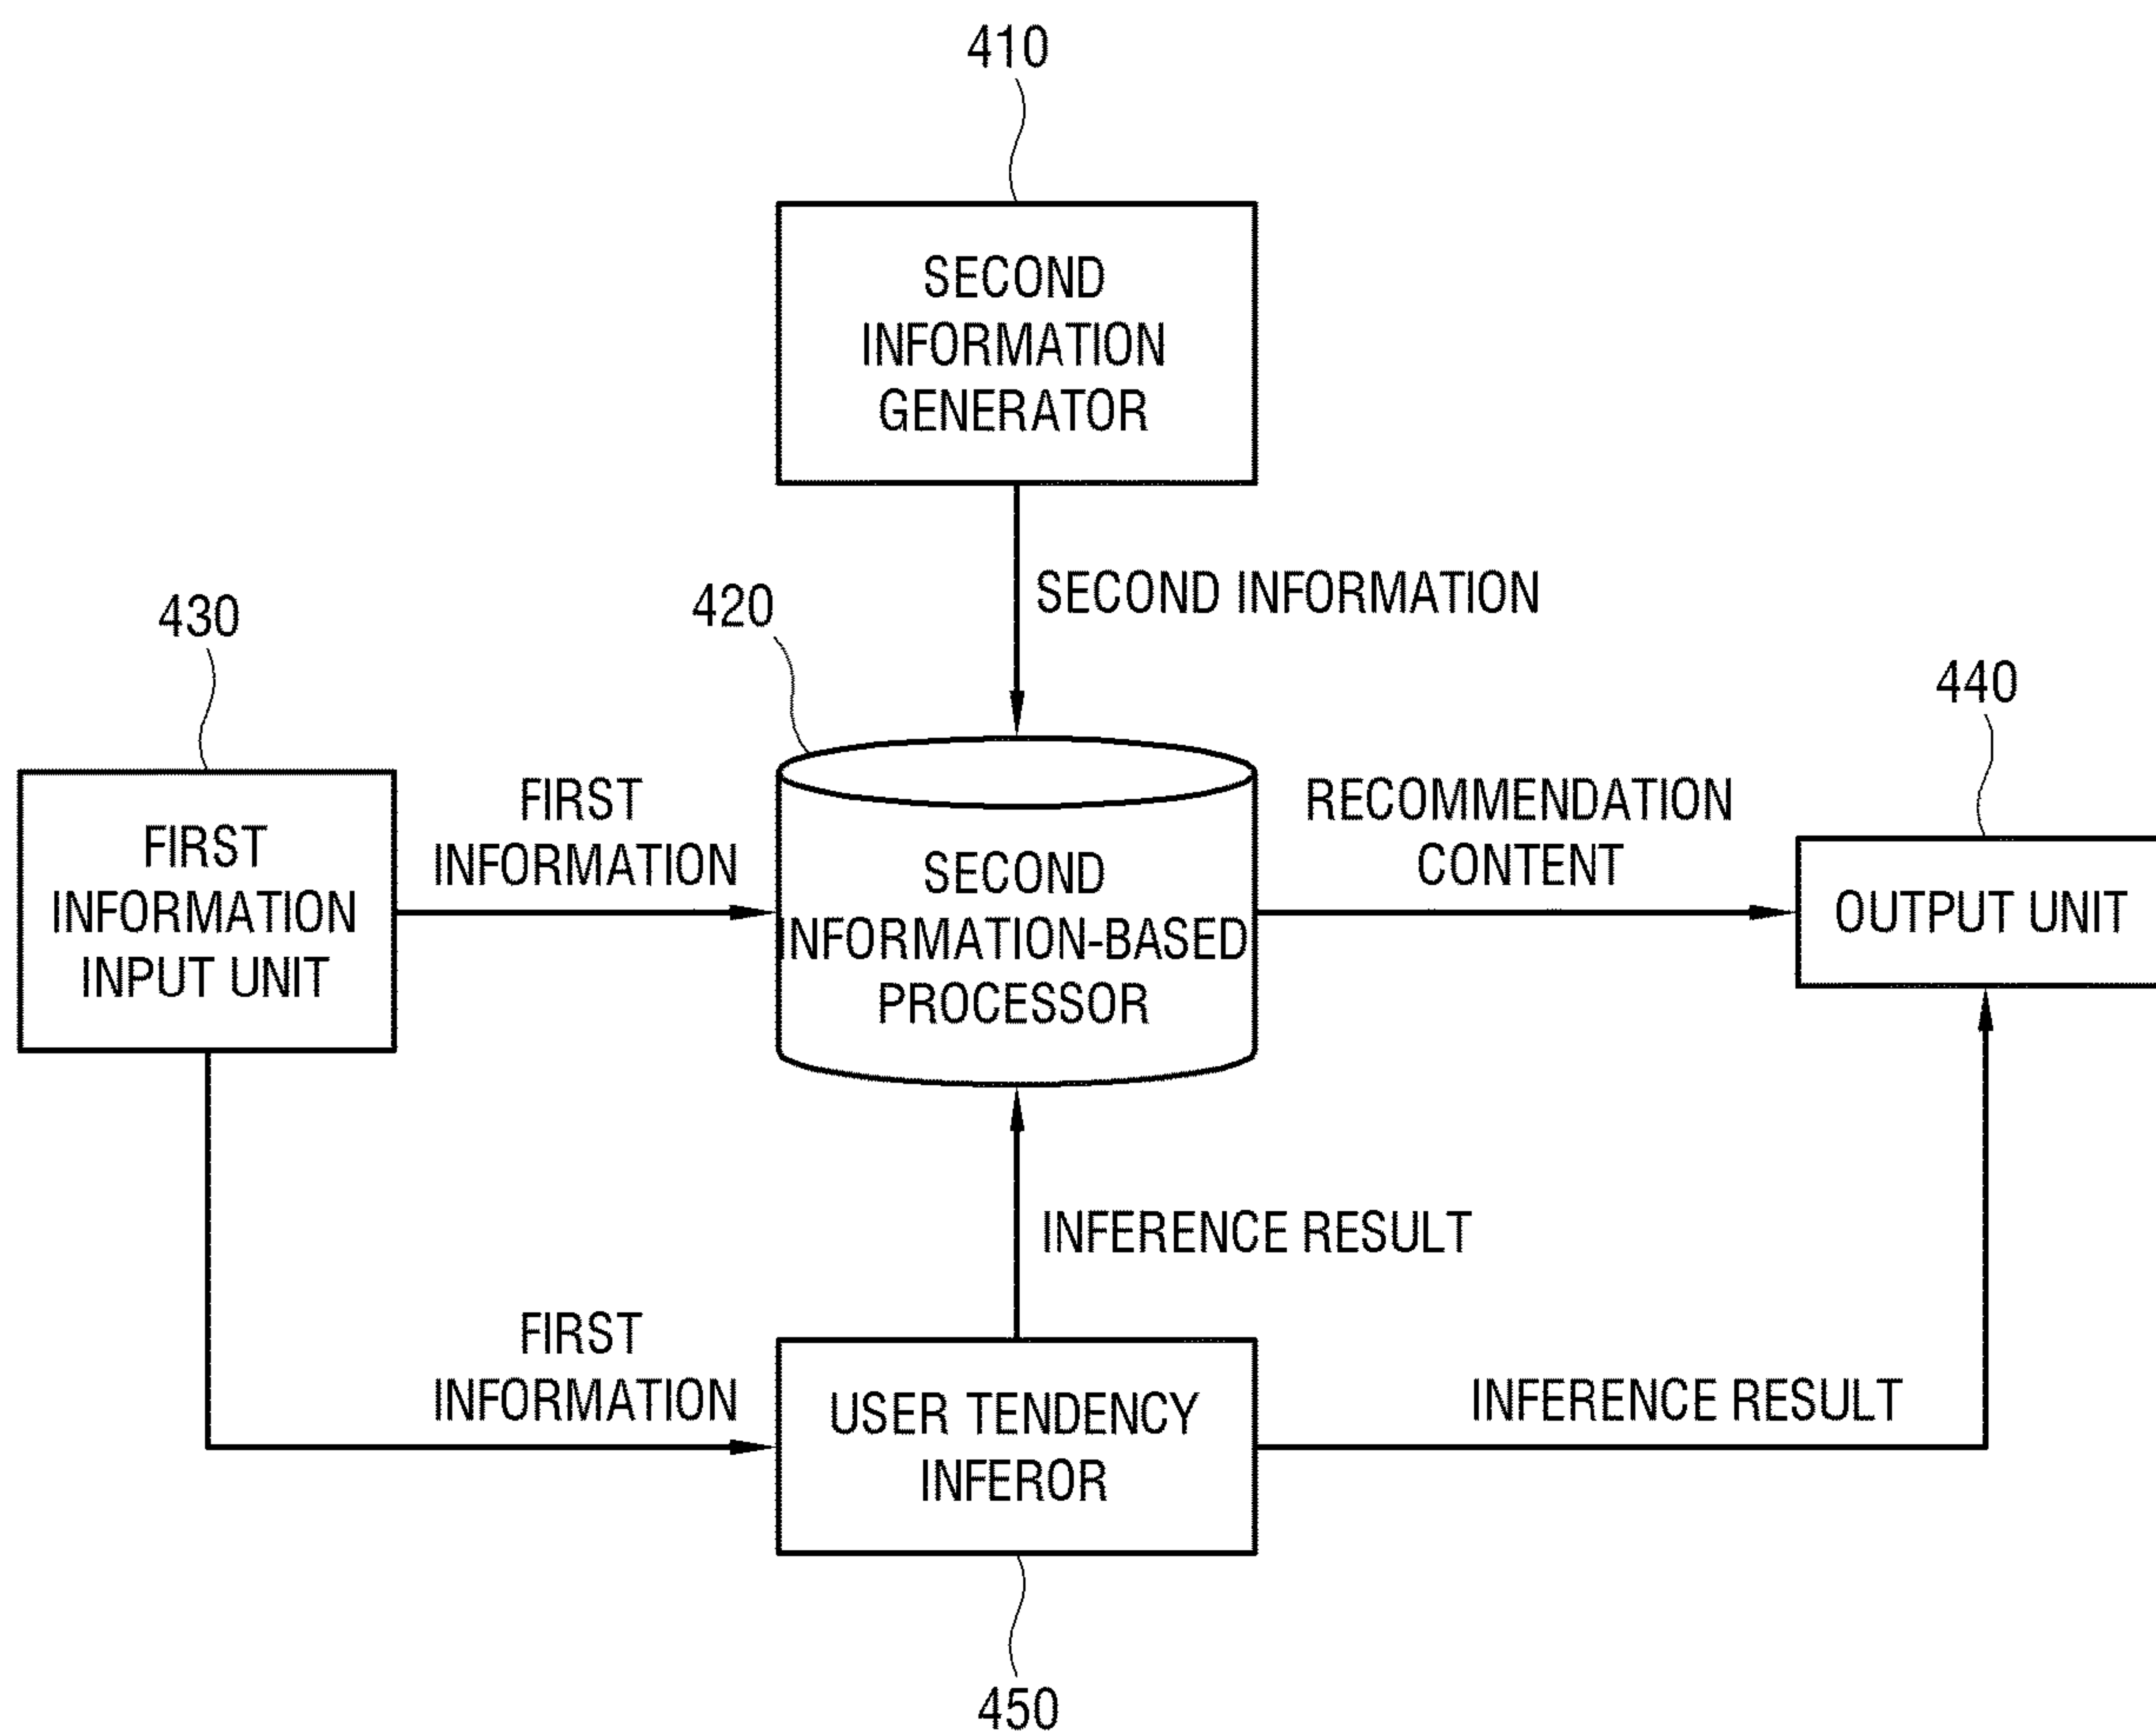 410
SECOND
INFORMATION
GENERATOR
SECOND INFORMATION
430
420
440
FIRST
INFORMATION
INPUT UNIT
FIRST
INFORMATION
SECOND
INFORMATION-BASED
PROCESSOR
RECOMMENDATION
CONTENT
OUTPUT UNIT
INFERENCE RESULT
FIRST
INFORMATION
USER TENDENCY
INFEROR
INFERENCE RESULT
450